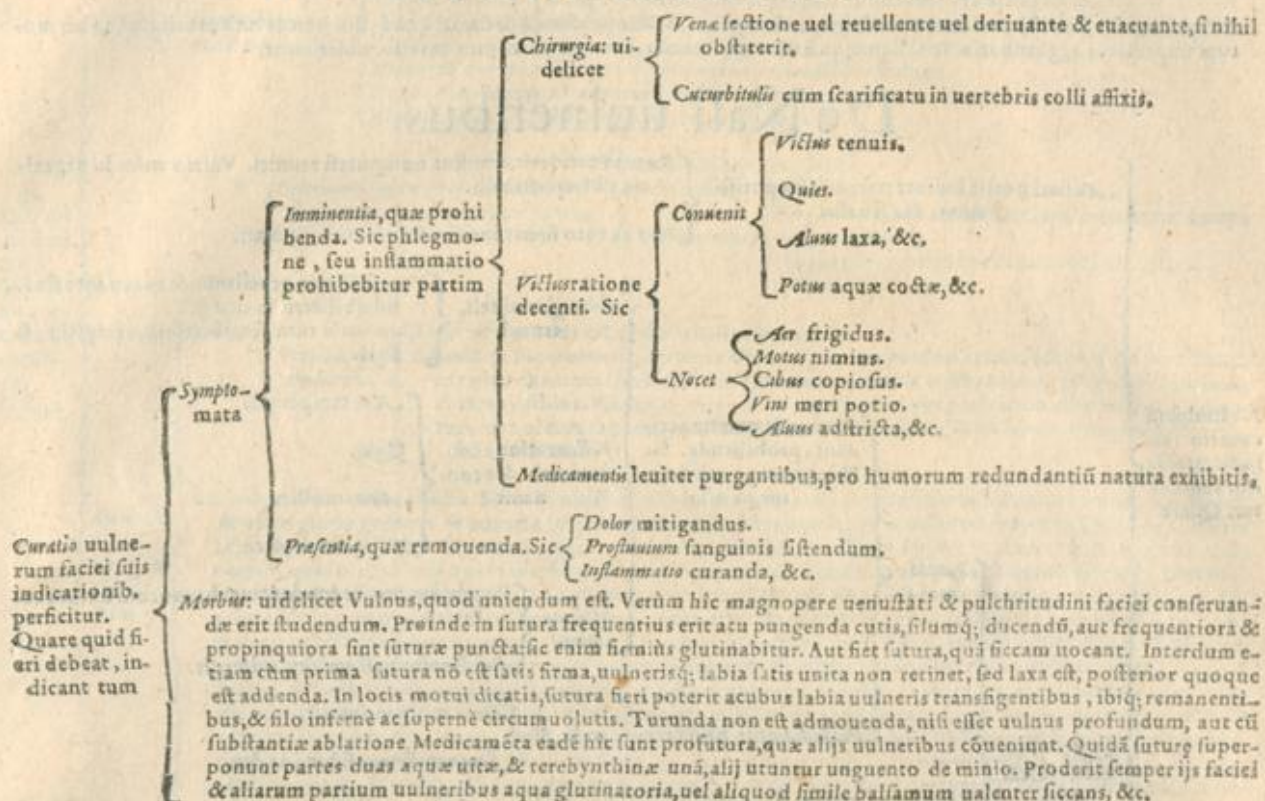 Curatio uulne-
rum faciei suis
indicationib.
perficitur.
Quare quid fi-
eri debeat, in-
dicant tum
Sympto-
mata
Imminentia, quæ prohi
benda. Sic phlegmo-
ne, seu inflammatio
prohibebitur partim
Chirurgia: ui-
delicet
Venæ sectione uel reuellente uel deriuante & euacuante, si nihil
obstiterit.
Cucurbitulis cum scarificatu in uertebris colli affixis.
Victus ratione
decenti. Sic
Conuenit
Victus tenuis.
Quies.
Aluus laxa, &c.
Potus aquæ coctæ, &c.
Nocet
Aer frigidus.
Motus nimius.
Cibus copiosus.
Vini meri potio.
Aluus adstricta, &c.
Medicamentis leuiter purgantibus, pro humorum redundantiũ natura exhibitis.
Præsentia, quæ remouenda. Sic
Dolor mitigandus.
Profluuium sanguinis sistendum.
Inflammatio curanda, &c.
Morbus: uidelicet Vulnus, quod uniendum est. Verùm hic magnopere uenustati & pulchritudini faciei conseruan-
dæ erit studendum. Proinde in sutura frequentius erit acu pungenda cutis, filumq; ducendũ, aut frequentiora &
propinquiora sint suturæ puncta: sic enim firmiùs glutinabitur. Aut fiet sutura, quã siccam uocant. Interdum e-
tiam cùm prima sutura nõ est satis firma, uulnerisq; labia satis unita non retinet, sed laxa est, posterior quoque
est addenda. In locis motui dicatis, sutura fieri poterit acubus labia uulneris transfigentibus, ibiq; remanenti-
bus, & filo infernè ac supernè circumuolutis. Turunda non est admouenda, nisi esset uulnus profundum, aut cũ
substantiæ ablatione Medicamẽta eadẽ hic sunt profutura, quæ alijs uulneribus cõueniunt. Quidã suturę super-
ponunt partes duas aquæ uitæ, & terebynthinæ unã, alij utuntur unguento de minio. Proderit semper ijs faciei
& aliarum partium uulneribus aqua glutinatoria, uel aliquod simile balsamum ualenter siccans, &c.